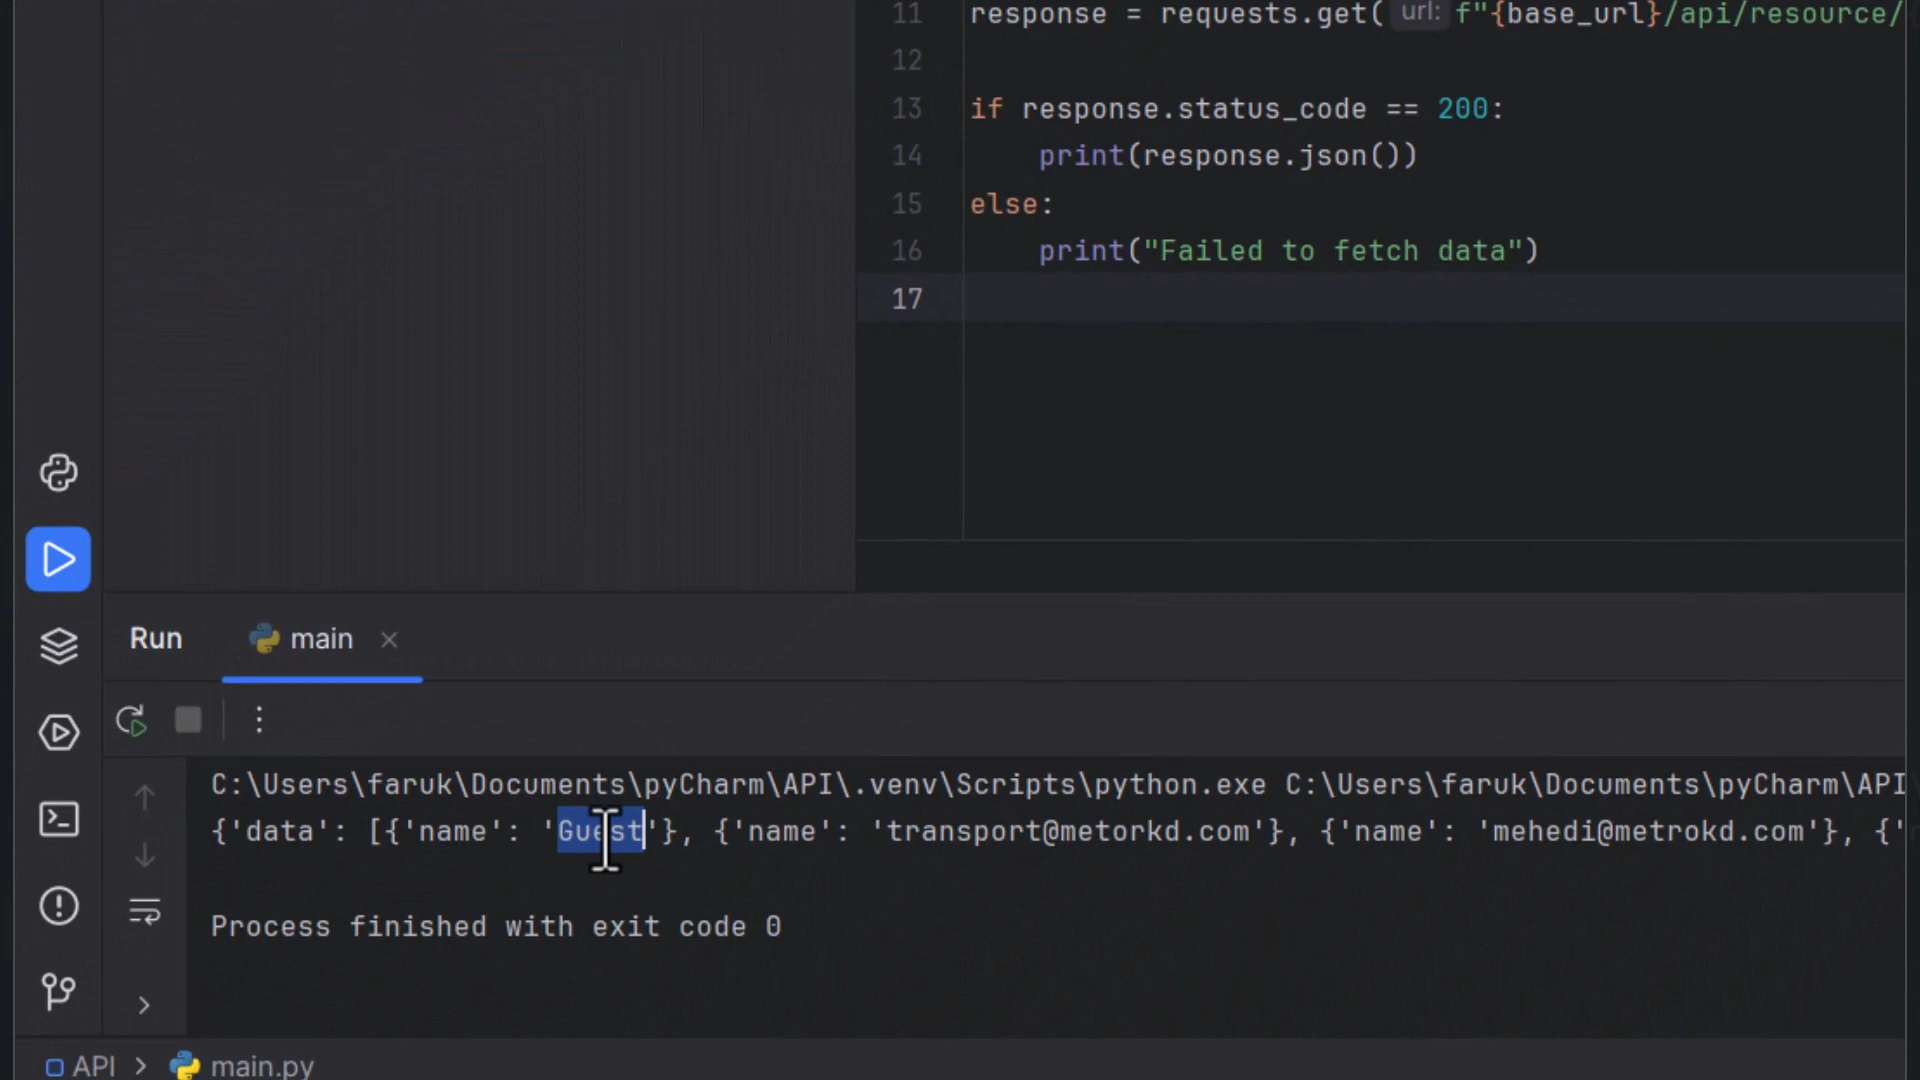 11 response = requests.get( url: f"{base_url}/api/resource/
12
13 if response.status_code == 200:
14 print(response.json())
15 else:
16 print("Failed to fetch data")
17
Run main
C:\Users\faruk\Documents\pyCharm\API\.venv\Scripts\python.exe C:\Users\faruk\Documents\pyCharm\API
{'data': [{'name': 'Guest'}, {'name': 'transport@metorkd.com'}, {'name': 'mehedi@metrokd.com'}, {'
Process finished with exit code 0
API > main.py